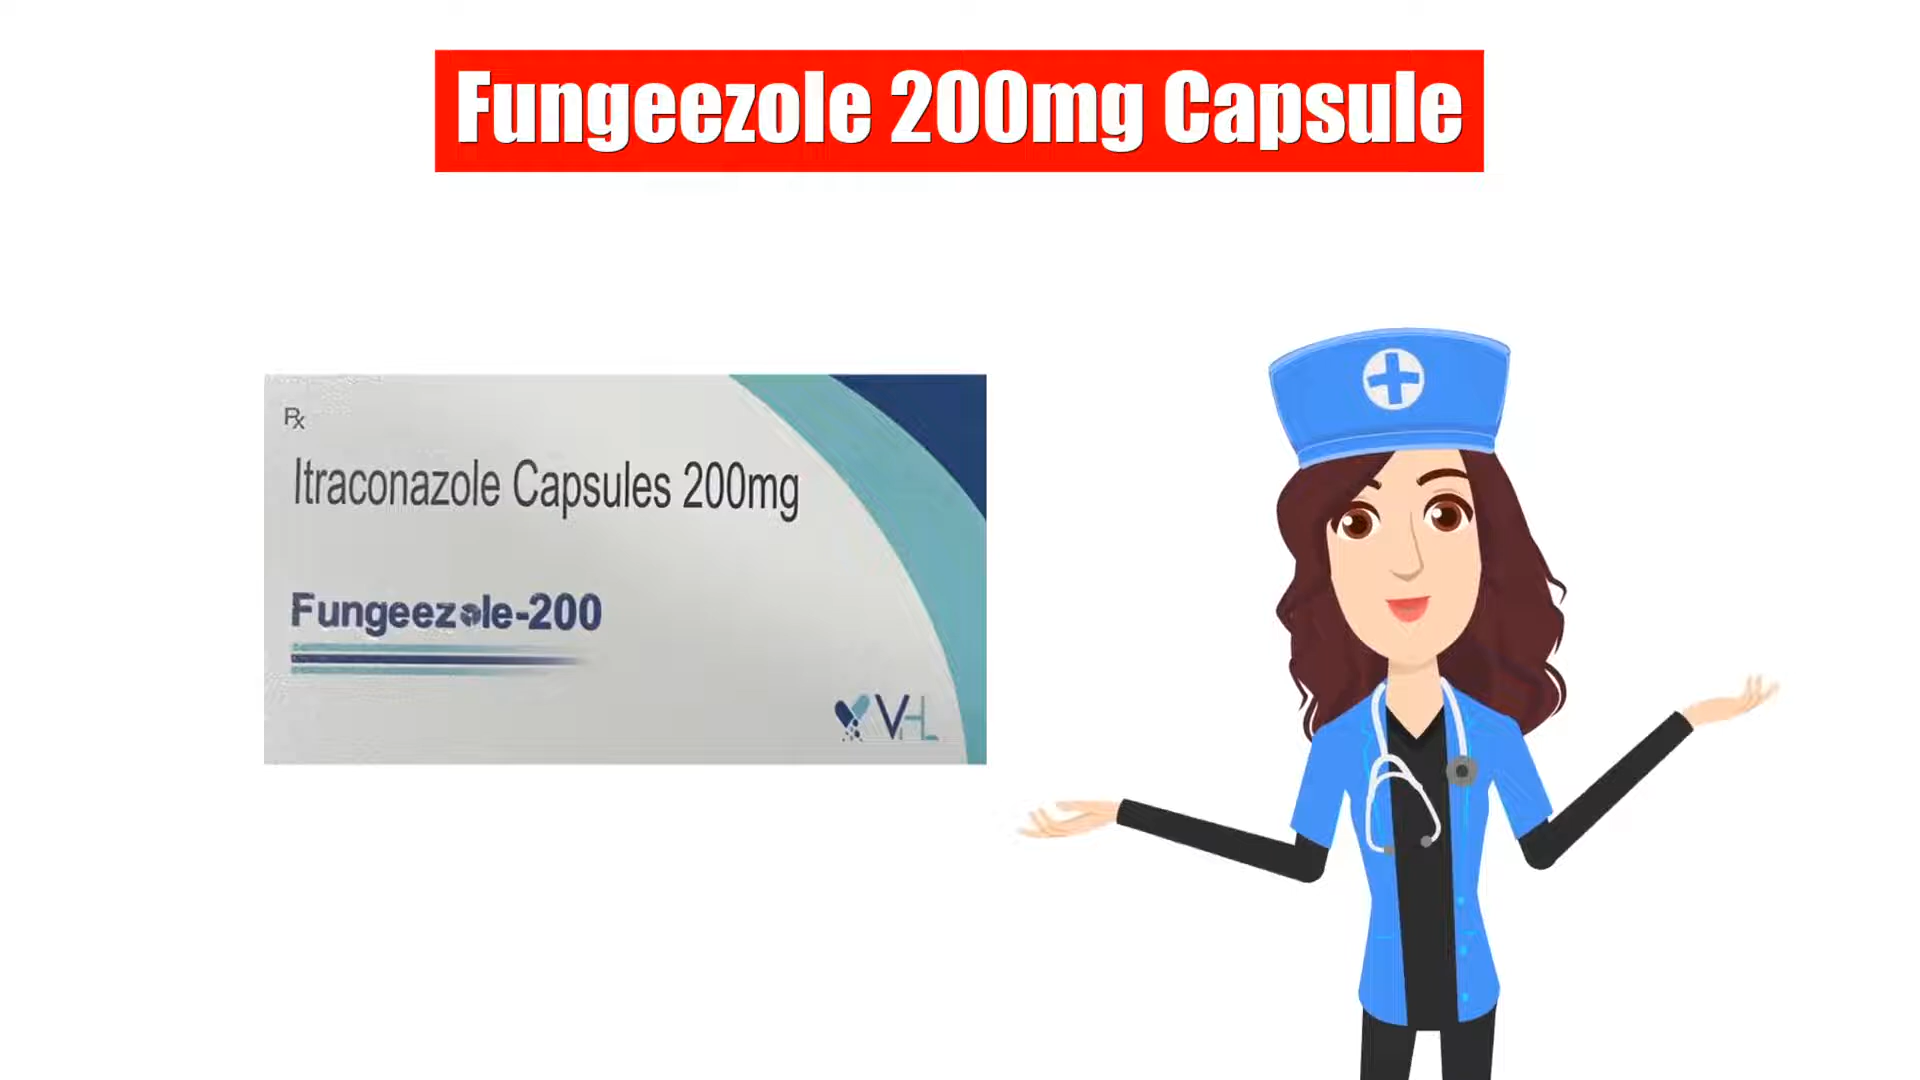 Fungeezole 200mg Capsule
Rx
Itraconazole Capsules 200mg
Fungeezole-200
VHL